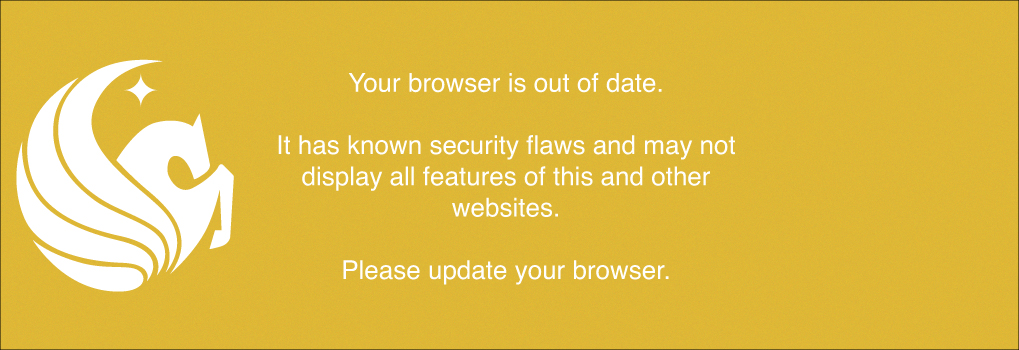 Your browser is out of date.
It has known security flaws and may not
display all features of this and other
websites.
Please update your browser.